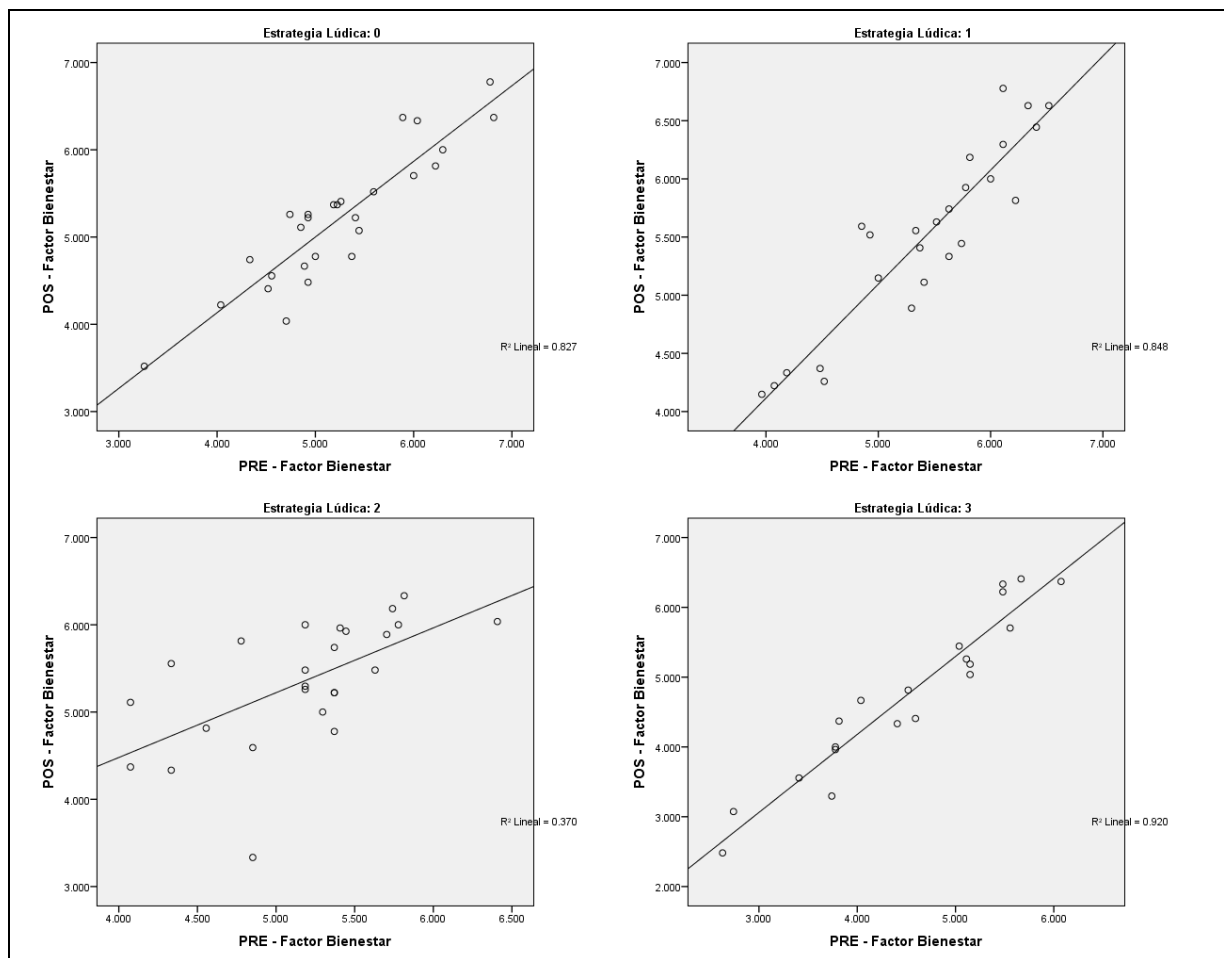 Estrategia Lúdica: 0
POS - Factor Bienestar
7.000
6.000
5.000
4.000
3.000
R² Lineal = 0.827
3.000 4.000 5.000 6.000 7.000
PRE - Factor Bienestar
Estrategia Lúdica: 1
POS - Factor Bienestar
7.000
6.500
6.000
5.500
5.000
4.500
4.000
R² Lineal = 0.848
4.000 5.000 6.000 7.000
PRE - Factor Bienestar
Estrategia Lúdica: 2
POS - Factor Bienestar
7.000
6.000
5.000
4.000
3.000
R² Lineal = 0.370
4.000 4.500 5.000 5.500 6.000 6.500
PRE - Factor Bienestar
Estrategia Lúdica: 3
POS - Factor Bienestar
7.000
6.000
5.000
4.000
3.000
2.000
R² Lineal = 0.920
3.000 4.000 5.000 6.000
PRE - Factor Bienestar